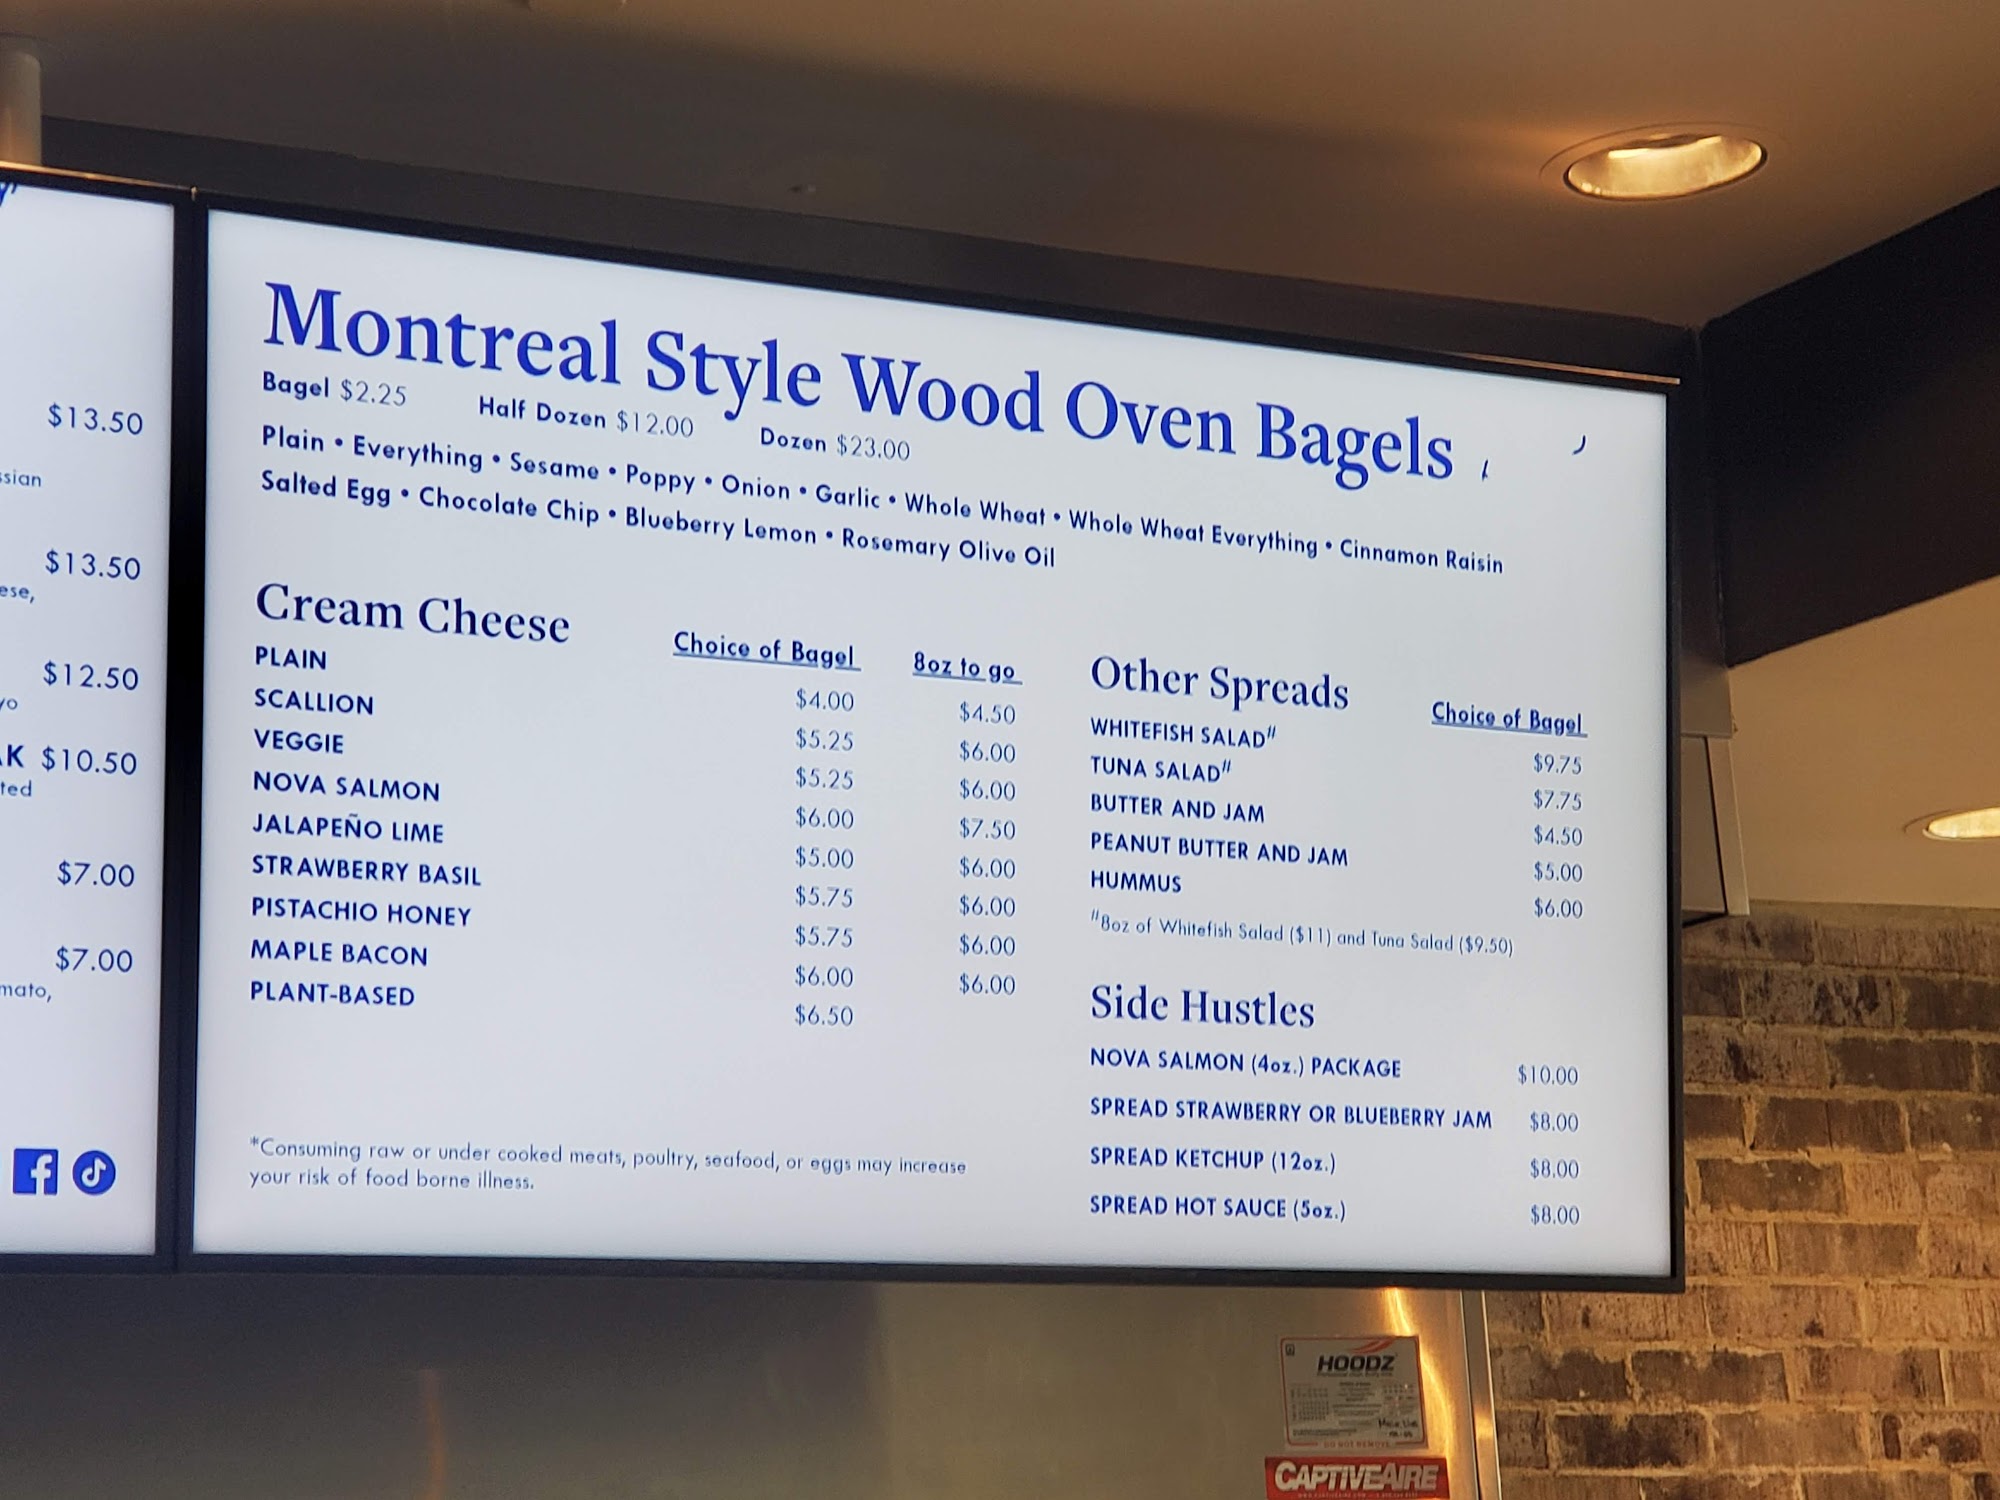 $13.50
ssian
$13.50
ese,
$12.50
yo
AK $10.50
ted
$7.00
$7.00
mato,
Montreal Style Wood Oven Bagels
Bagel $2.25 Half Dozen $12.00 Dozen $23.00
Plain • Everything • Sesame • Poppy • Onion • Garlic • Whole Wheat • Whole Wheat Everything • Cinnamon Raisin
Salted Egg • Chocolate Chip • Blueberry Lemon • Rosemary Olive Oil
Cream Cheese Choice of Bagel 8oz to go
PLAIN $4.00 $4.50
SCALLION $5.25 $6.00
VEGGIE $5.25 $6.00
NOVA SALMON $6.00 $7.50
JALAPEÑO LIME $5.00 $6.00
STRAWBERRY BASIL $5.75 $6.00
PISTACHIO HONEY $5.75 $6.00
MAPLE BACON $6.00 $6.00
PLANT-BASED $6.50
*Consuming raw or under cooked meats, poultry, seafood, or eggs may increase
your risk of food borne illness.
Other Spreads Choice of Bagel
WHITEFISH SALAD# $9.75
TUNA SALAD# $7.75
BUTTER AND JAM $4.50
PEANUT BUTTER AND JAM $5.00
HUMMUS $6.00
#8oz of Whitefish Salad ($11) and Tuna Salad ($9.50)
Side Hustles
NOVA SALMON (4oz.) PACKAGE $10.00
SPREAD STRAWBERRY OR BLUEBERRY JAM $8.00
SPREAD KETCHUP (12oz.) $8.00
SPREAD HOT SAUCE (5oz.) $8.00
HOODZ
DO NOT REMOVE
CAPTIVEAIRE